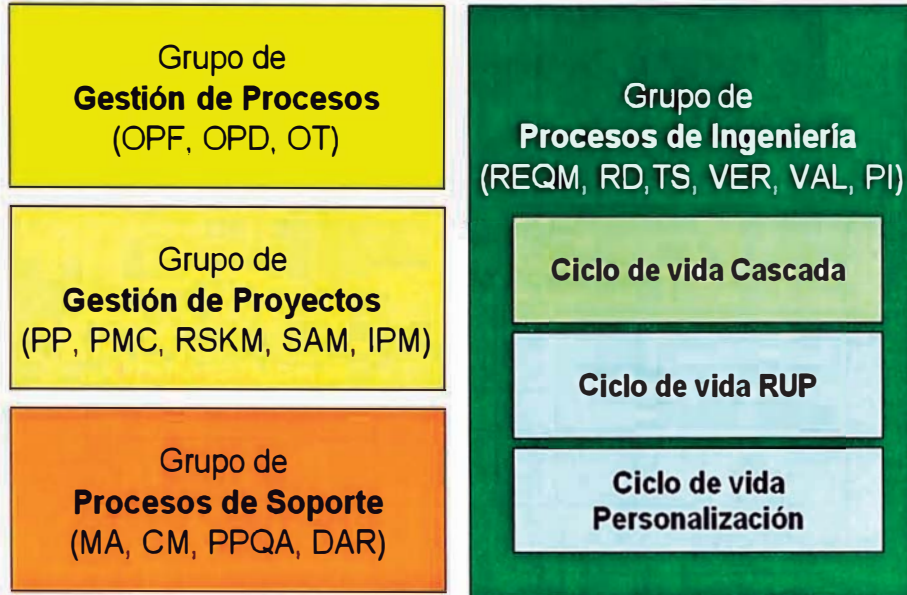 Grupo de
Gestión de Procesos
(OPF, OPD, OT)
Grupo de
Gestión de Proyectos
(PP, PMC, RSKM, SAM, IPM)
Grupo de
Procesos de Soporte
(MA, CM, PPQA, DAR)
Grupo de
Procesos de Ingeniería
(REQM, RD, TS, VER, VAL, PI)
Ciclo de vida Cascada
Ciclo de vida RUP
Ciclo de vida
Personalización